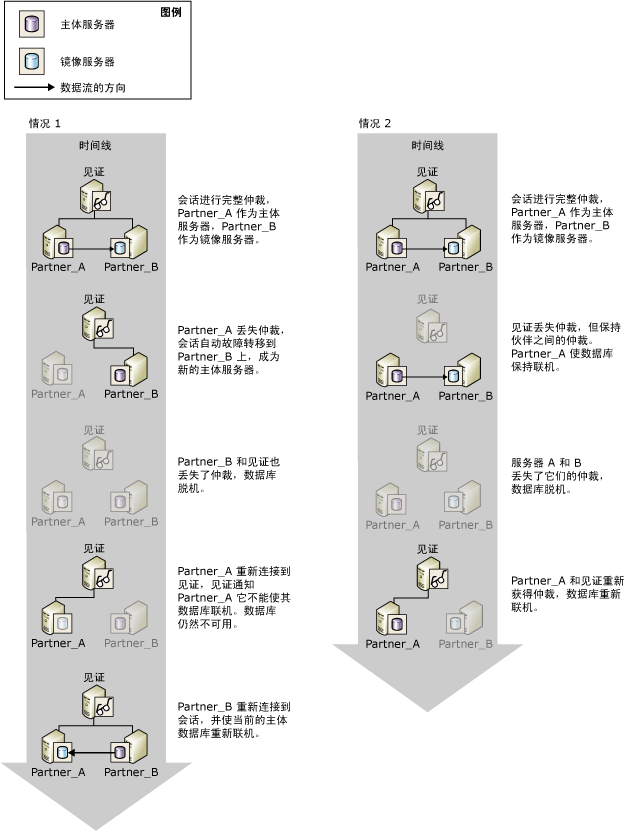 图例
主体服务器
镜像服务器
数据流的方向
情况 1
时间线
见证
Partner_A
Partner_B
会话进行完整仲裁,
Partner_A 作为主体
服务器,Partner_B
作为镜像服务器。
见证
Partner_A
Partner_B
Partner_A 丢失仲裁,
会话自动故障转移到
Partner_B 上,成为
新的主体服务器。
见证
Partner_A
Partner_B
Partner_B 和见证也
丢失了仲裁,数据库
脱机。
见证
Partner_A
Partner_B
Partner_A 重新连接到
见证,见证通知
Partner_A 它不能使其
数据库联机。数据库
仍然不可用。
见证
Partner_A
Partner_B
Partner_B 重新连接到
会话,并使当前的主体
数据库重新联机。
情况 2
时间线
见证
Partner_A
Partner_B
会话进行完整仲裁,
Partner_A 作为主体
服务器,Partner_B
作为镜像服务器。
见证
Partner_A
Partner_B
见证丢失仲裁,但保持
伙伴之间的仲裁。
Partner_A 使数据库
保持联机。
见证
Partner_A
Partner_B
服务器 A 和 B
丢失了它们的仲裁,
数据库脱机。
见证
Partner_A
Partner_B
Partner_A 和见证重新
获得仲裁,数据库重新
联机。